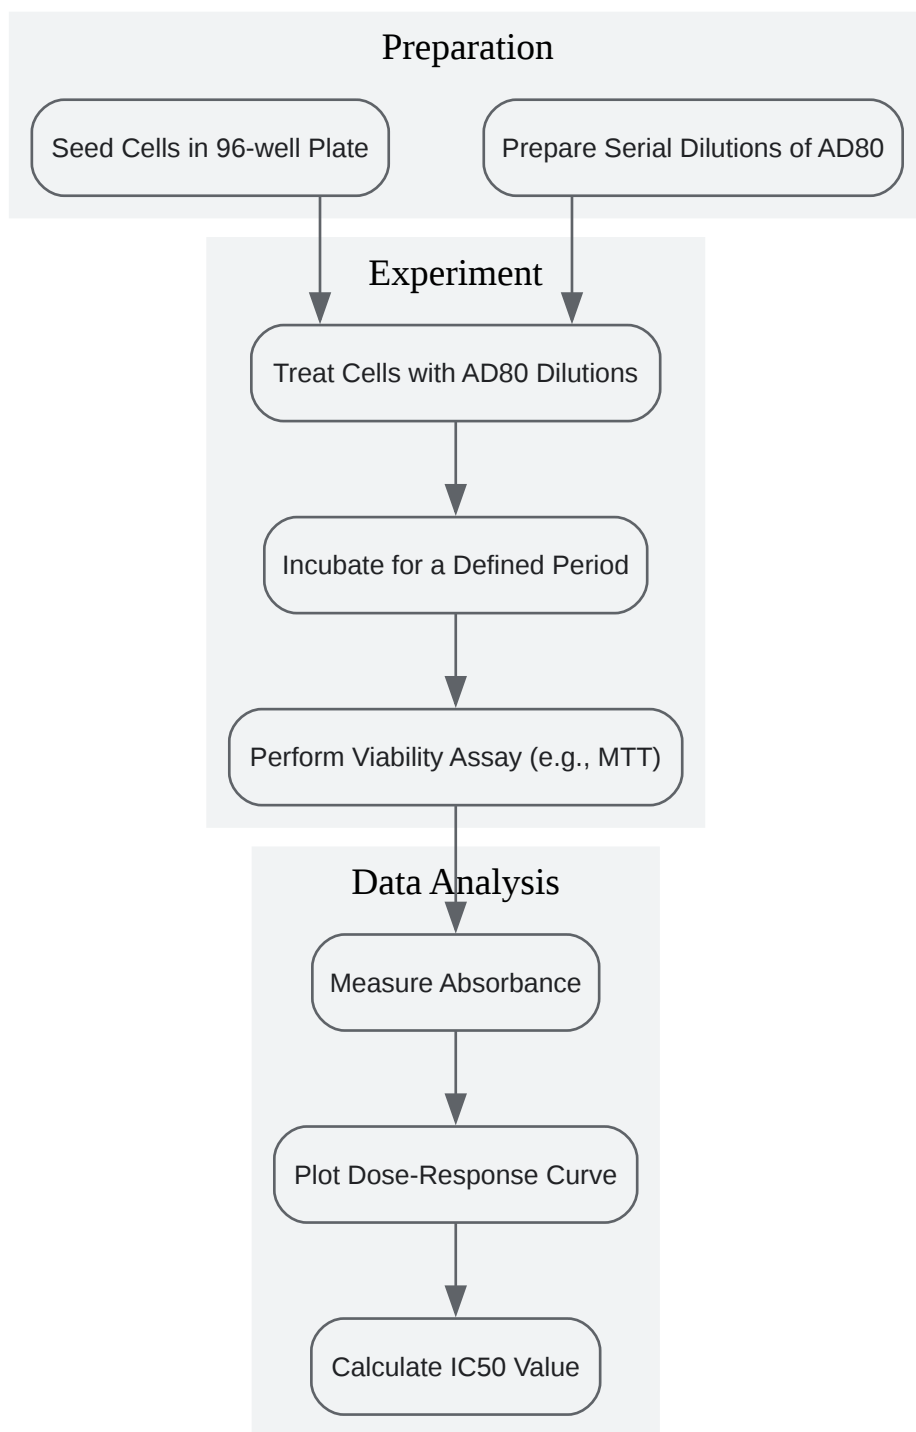 Preparation
Seed Cells in 96-well Plate
Prepare Serial Dilutions of AD80
Experiment
Treat Cells with AD80 Dilutions
Incubate for a Defined Period
Perform Viability Assay (e.g., MTT)
Data Analysis
Measure Absorbance
Plot Dose-Response Curve
Calculate IC50 Value